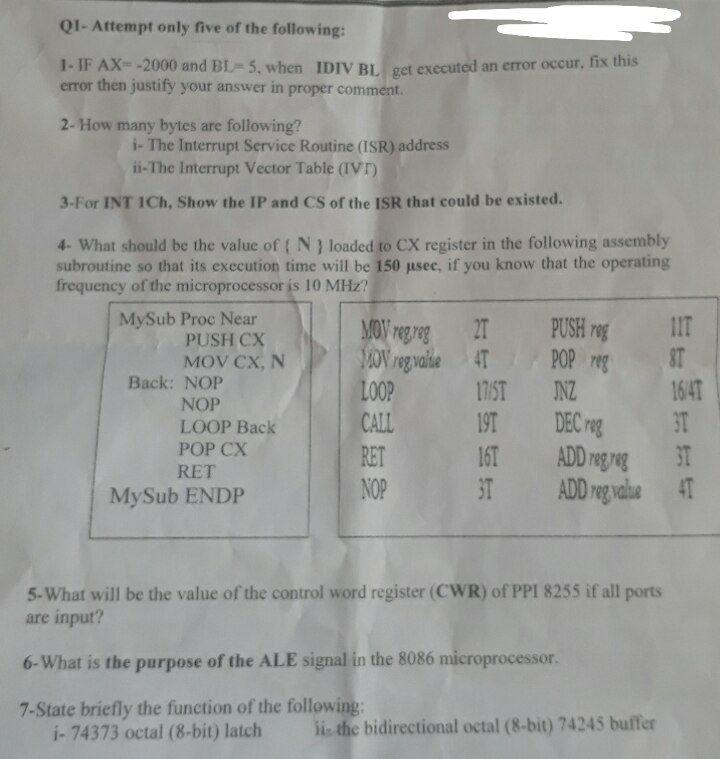 Q1- Attempt only five of the following:
1- IF AX= -2000 and BL= 5, when IDIV BL get executed an error occur, fix this
error then justify your answer in proper comment.
2- How many bytes are following?
i- The Interrupt Service Routine (ISR) address
ii-The Interrupt Vector Table (IVT)
3-For INT 1Ch, Show the IP and CS of the ISR that could be existed.
4- What should be the value of { N } loaded to CX register in the following assembly
subroutine so that its execution time will be 150 µsec, if you know that the operating
frequency of the microprocessor is 10 MHz?
MySub Proc Near
PUSH CX
MOV CX, N
Back: NOP
NOP
LOOP Back
POP CX
RET
MySub ENDP
MOV reg,reg 2T PUSH reg 11T
MOV reg,value 4T POP reg 8T
LOOP 17/5T JNZ 16/4T
CALL 19T DEC reg 3T
RET 16T ADD reg,reg 3T
NOP 3T ADD reg,value 4T
5-What will be the value of the control word register (CWR) of PPI 8255 if all ports
are input?
6-What is the purpose of the ALE signal in the 8086 microprocessor.
7-State briefly the function of the following:
i- 74373 octal (8-bit) latch ii- the bidirectional octal (8-bit) 74245 buffer